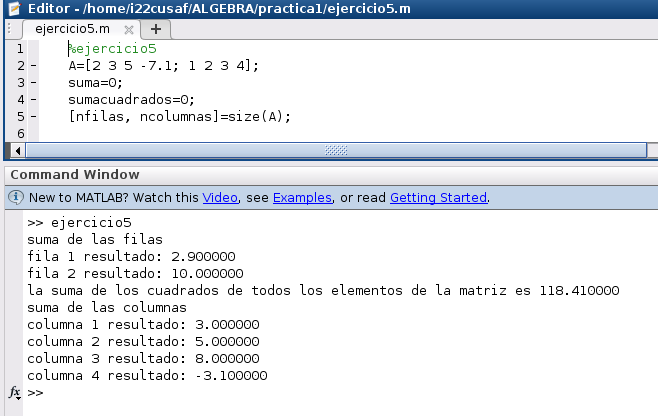 Editor - /home/i22cusaf/ALGEBRA/practica1/ejercicio5.m
ejercicio5.m
1 %ejercicio5
2 - A=[2 3 5 -7.1; 1 2 3 4];
3 - suma=0;
4 - sumacuadrados=0;
5 - [nfilas, ncolumnas]=size(A);
6
Command Window
New to MATLAB? Watch this Video, see Examples, or read Getting Started.
>> ejercicio5
suma de las filas
fila 1 resultado: 2.900000
fila 2 resultado: 10.000000
la suma de los cuadrados de todos los elementos de la matriz es 118.410000
suma de las columnas
columna 1 resultado: 3.000000
columna 2 resultado: 5.000000
columna 3 resultado: 8.000000
columna 4 resultado: -3.100000
fx >>